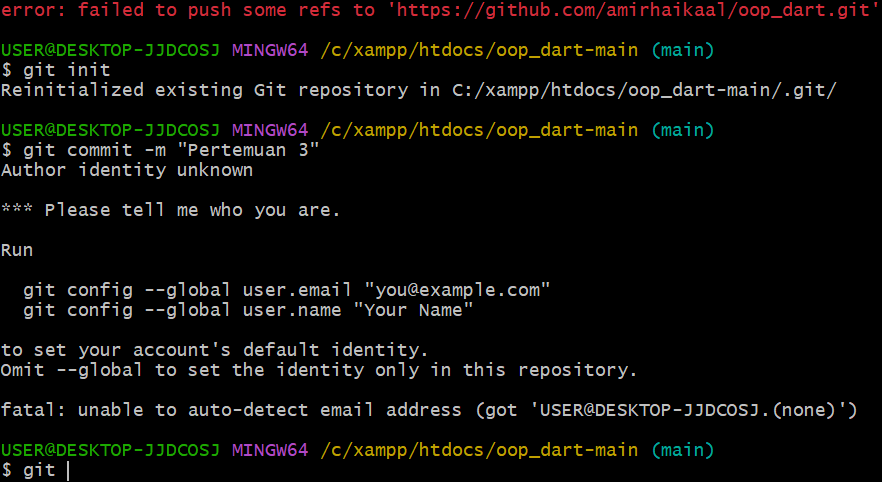 error: failed to push some refs to 'https://github.com/amirhaikaal/oop_dart.git'
USER@DESKTOP-JJDCOSJ MINGW64 /c/xampp/htdocs/oop_dart-main (main)
$ git init
Reinitialized existing Git repository in C:/xampp/htdocs/oop_dart-main/.git/
USER@DESKTOP-JJDCOSJ MINGW64 /c/xampp/htdocs/oop_dart-main (main)
$ git commit -m "Pertemuan 3"
Author identity unknown
*** Please tell me who you are.
Run
git config --global user.email "you@example.com"
git config --global user.name "Your Name"
to set your account's default identity.
Omit --global to set the identity only in this repository.
fatal: unable to auto-detect email address (got 'USER@DESKTOP-JJDCOSJ.(none)')
USER@DESKTOP-JJDCOSJ MINGW64 /c/xampp/htdocs/oop_dart-main (main)
$ git